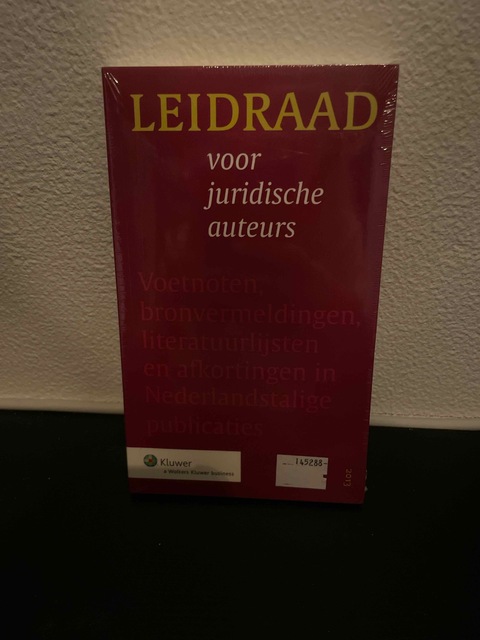 LEIDRAAD
voor
juridische
auteurs
Voetnoten,
bronvermeldingen,
literatuurlijsten
en afkortingen in
Nederlandstalige
publicaties
Kluwer
a Wolters Kluwer business
145288-
2013